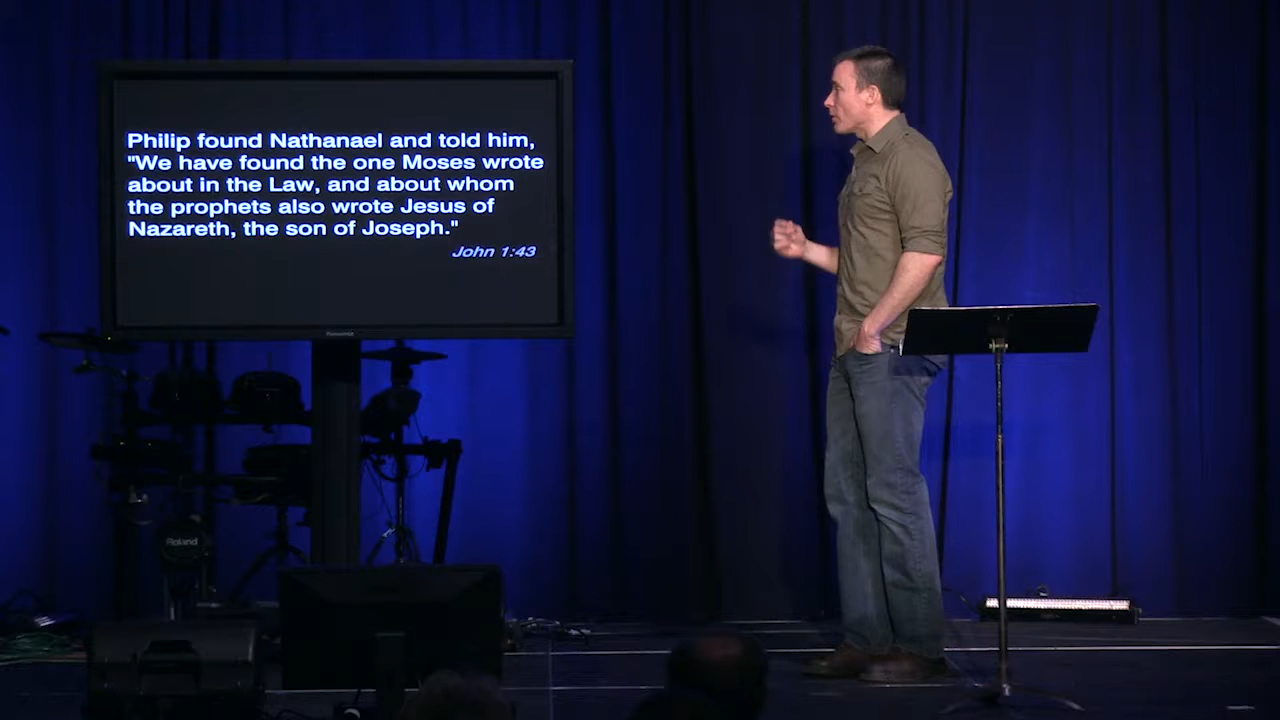 Philip found Nathanael and told him,
"We have found the one Moses wrote
about in the Law, and about whom
the prophets also wrote Jesus of
Nazareth, the son of Joseph."
John 1:43
Roland